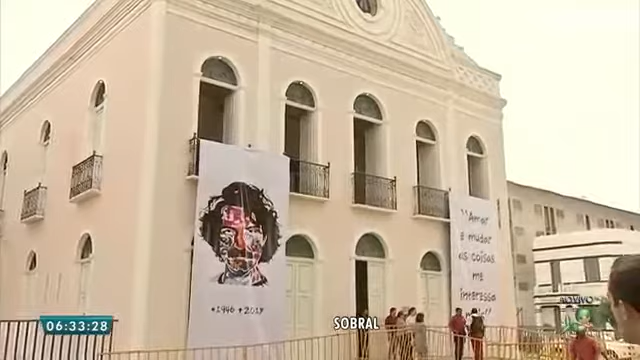 "Amar
e mudar
as coisas
me
interessa
*1946 +2017
AO VIVO
06:33:28
SOBRAL